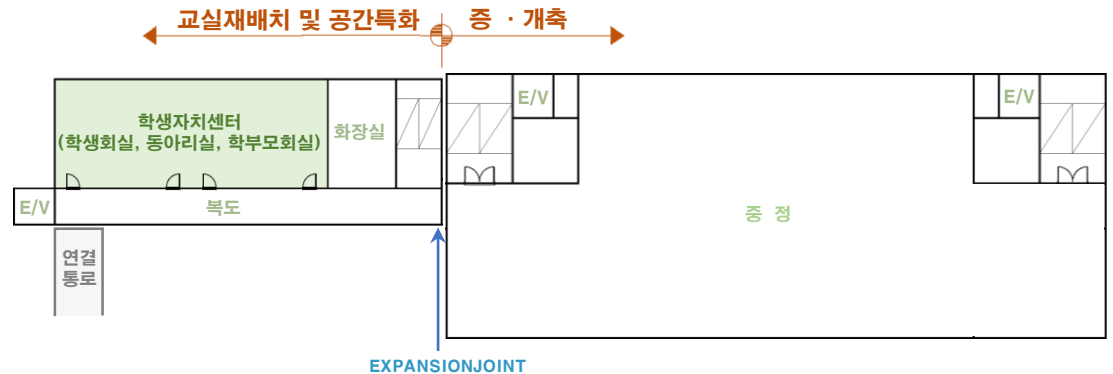 교실재배치 및 공간특화
증 · 개축
E/V
E/V
학생자치센터
(학생회실, 동아리실, 학부모회실)
화장실
E/V
복도
중 정
연결
통로
EXPANSIONJOINT